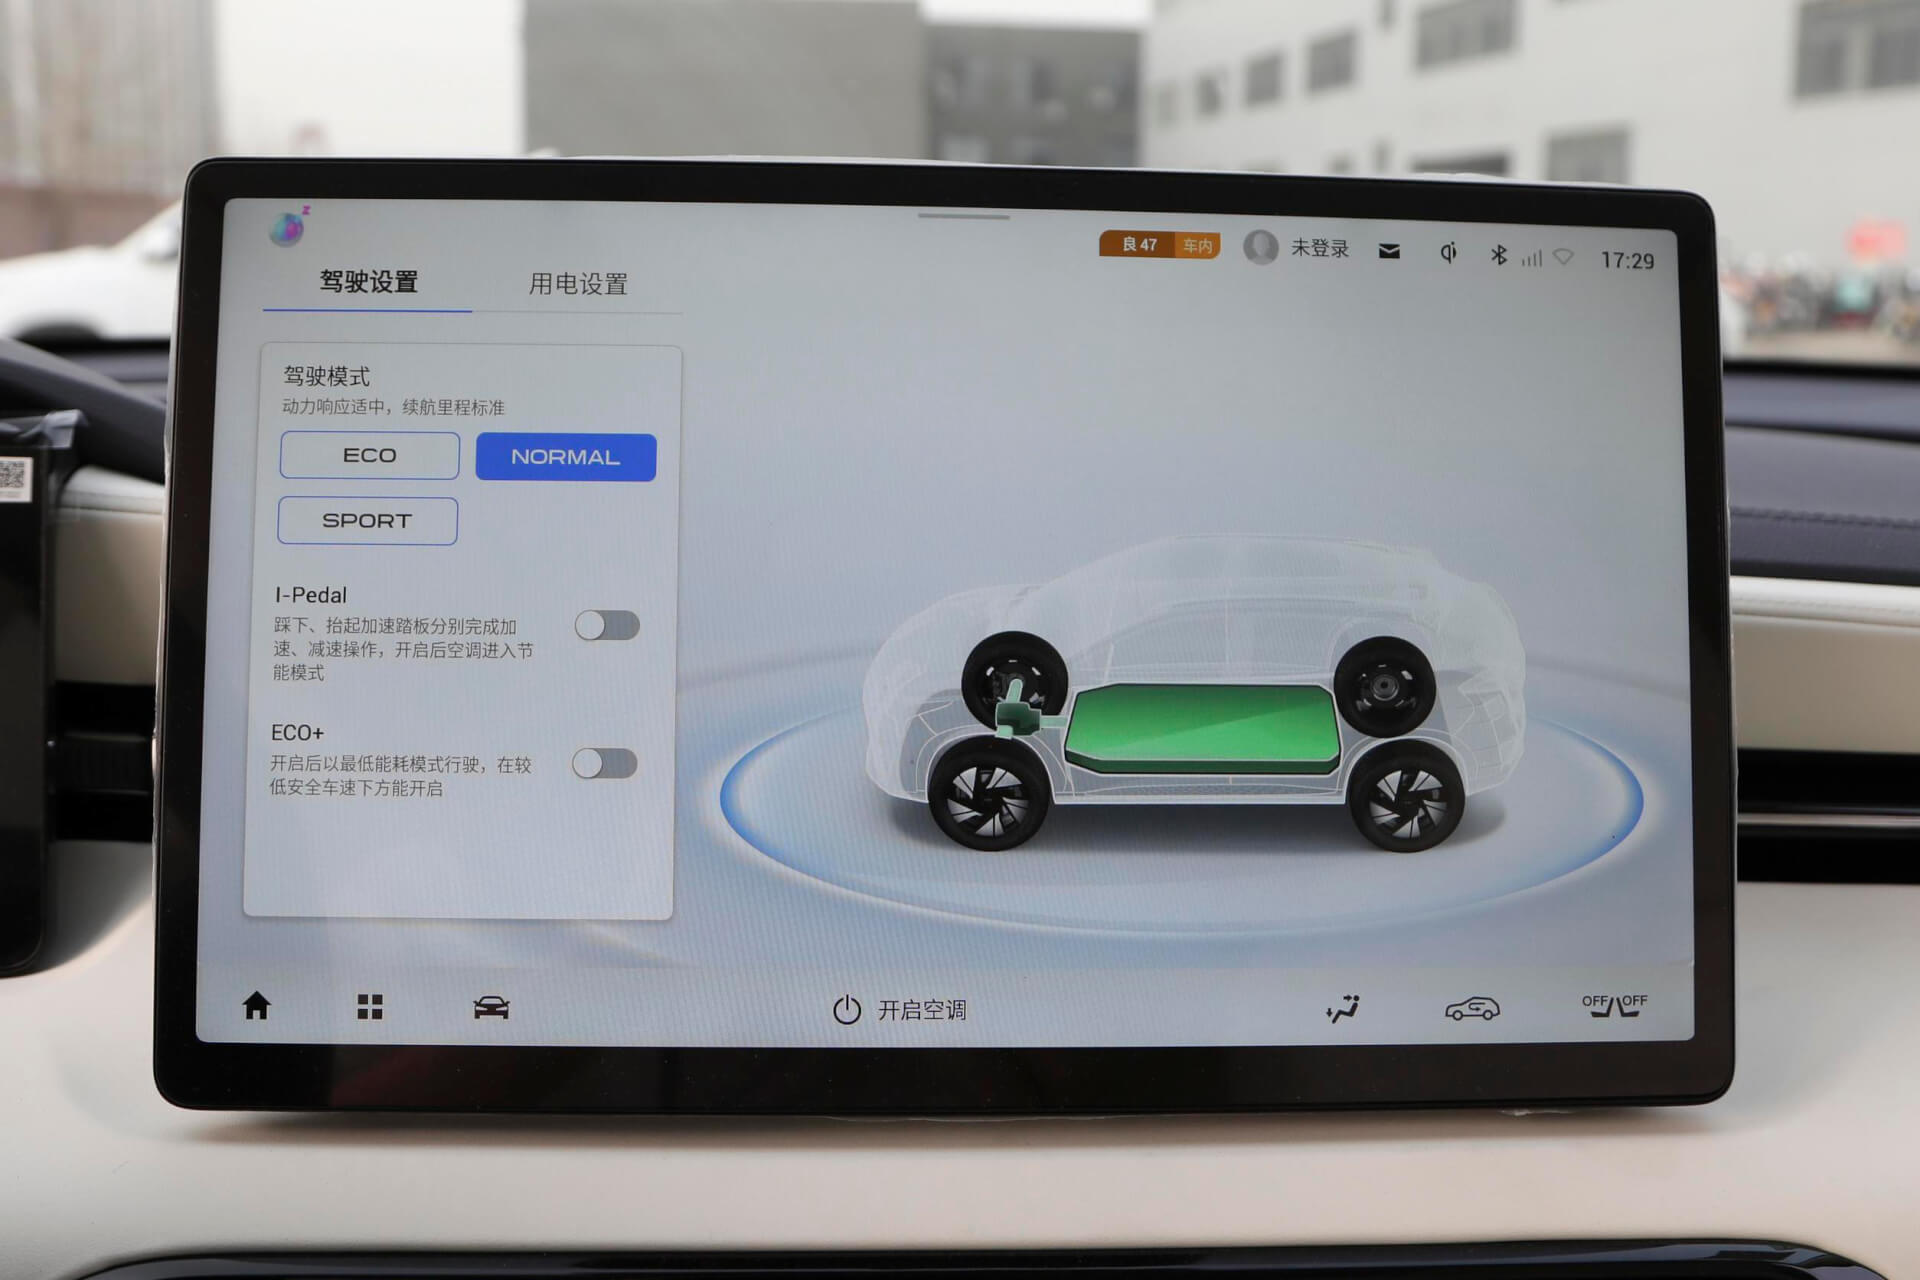 z
良 47 车内
未登录
17:29
驾驶设置
用电设置
驾驶模式
动力响应适中，续航里程标准
ECO
NORMAL
SPORT
I-Pedal
踩下、抬起加速踏板分别完成加
速、减速操作，开启后空调进入节
能模式
ECO+
开启后以最低能耗模式行驶，在较
低安全车速下方能开启
开启空调
OFF
OFF